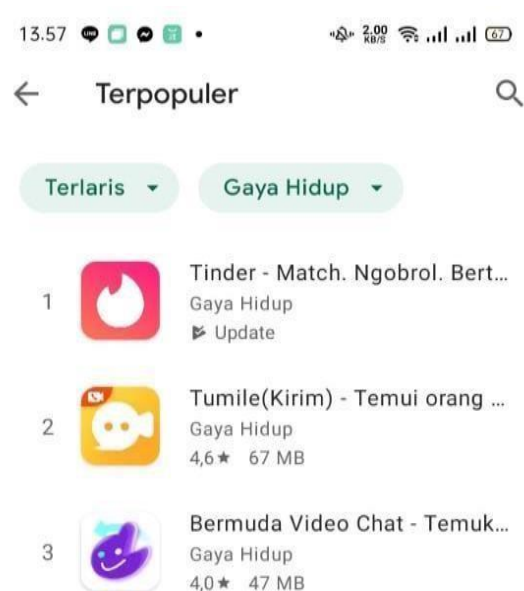 13.57 2.00 KB/S 67
Terpopuler
Terlaris Gaya Hidup
1 Tinder - Match. Ngobrol. Bert...
Gaya Hidup
Update
2 Tumile(Kirim) - Temui orang ...
Gaya Hidup
4,6★ 67 MB
3 Bermuda Video Chat - Temuk...
Gaya Hidup
4,0★ 47 MB